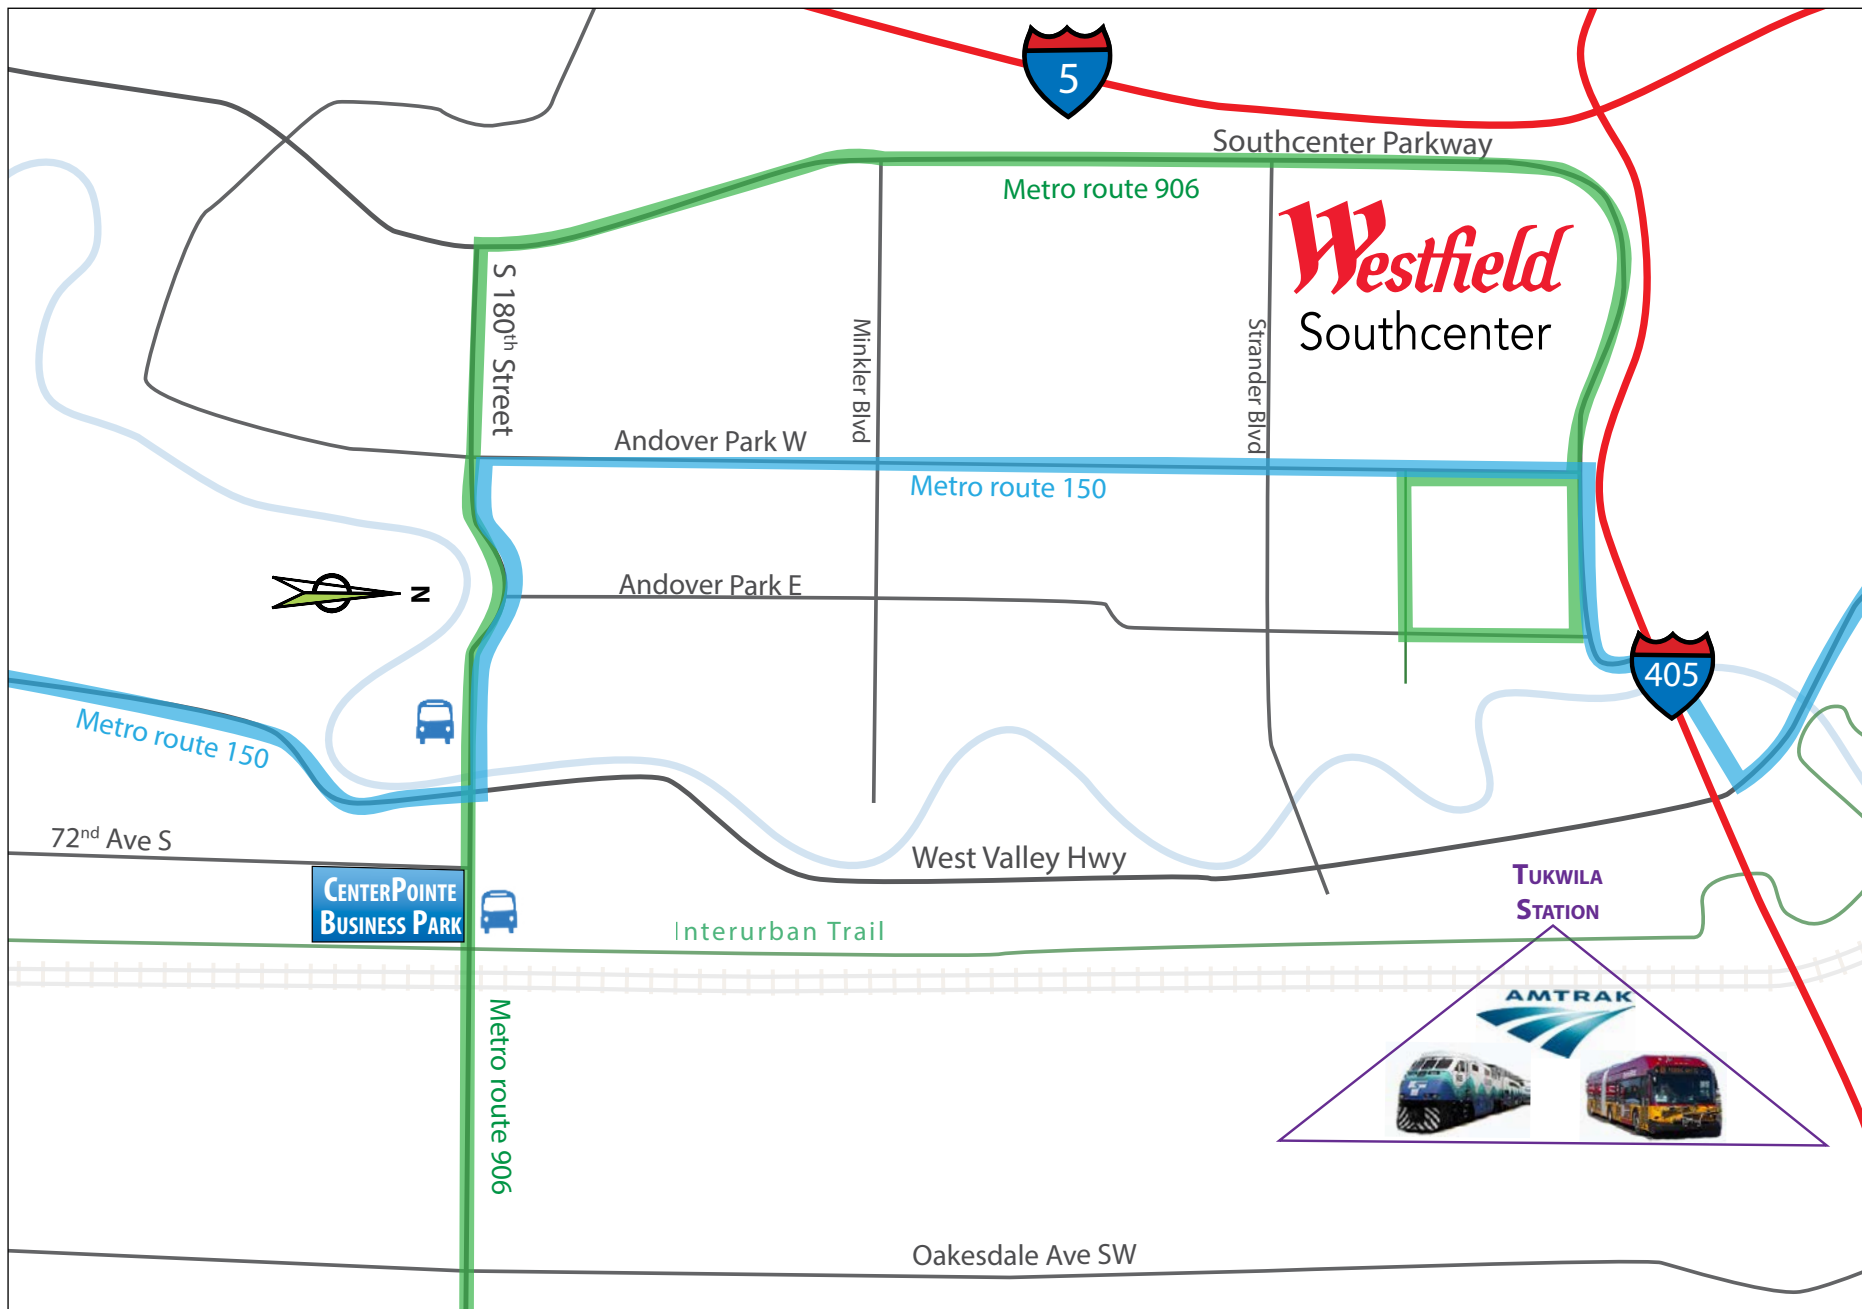 5
Southcenter Parkway
Metro route 906
Westfield
Southcenter
S 180th Street
Minkler Blvd
Strander Blvd
Andover Park W
Metro route 150
Andover Park E
N
405
Metro route 150
72nd Ave S
West Valley Hwy
CENTERPOINTE
BUSINESS PARK
TUKWILA
STATION
Interurban Trail
AMTRAK
Metro route 906
Oakesdale Ave SW